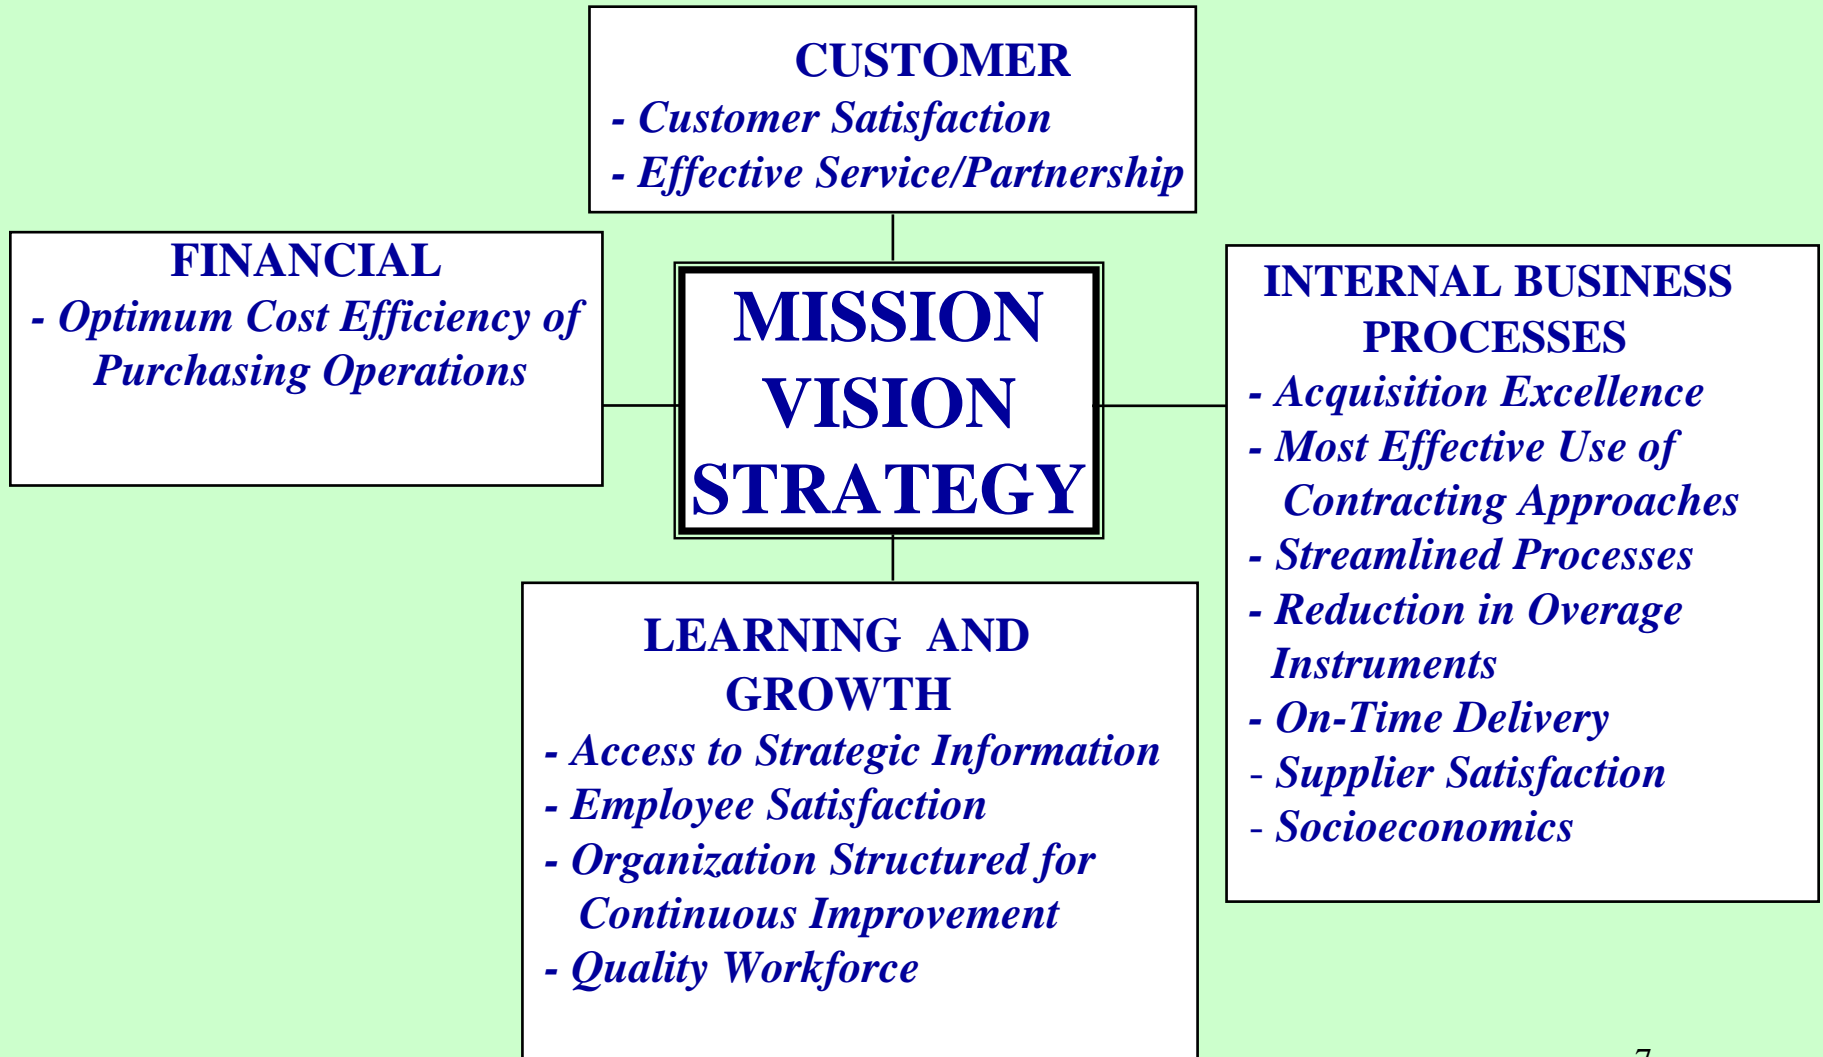 CUSTOMER
- Customer Satisfaction
- Effective Service/Partnership
FINANCIAL
- Optimum Cost Efficiency of
Purchasing Operations
MISSION
VISION
STRATEGY
INTERNAL BUSINESS
PROCESSES
- Acquisition Excellence
- Most Effective Use of
Contracting Approaches
- Streamlined Processes
- Reduction in Overage
Instruments
- On-Time Delivery
- Supplier Satisfaction
- Socioeconomics
LEARNING AND
GROWTH
- Access to Strategic Information
- Employee Satisfaction
- Organization Structured for
Continuous Improvement
- Quality Workforce
7